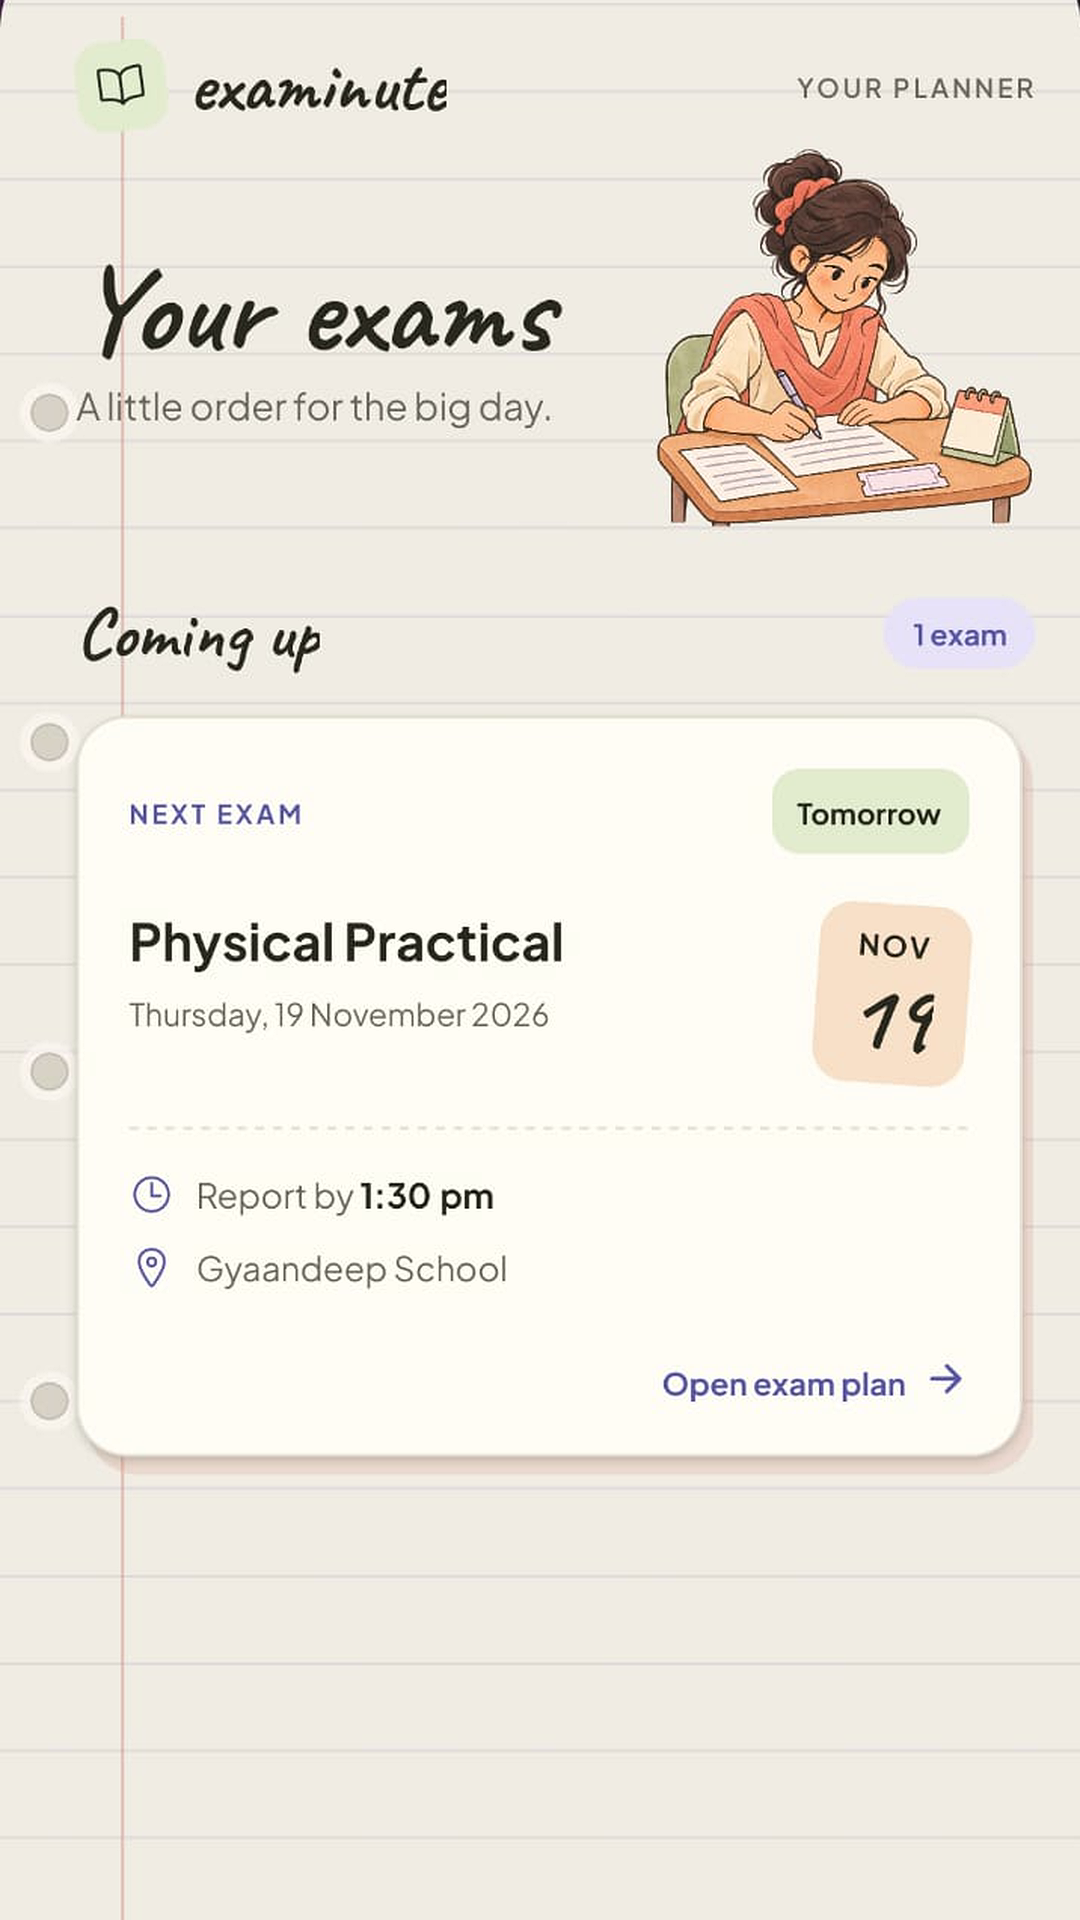 examinute
YOUR PLANNER
Your exams
A little order for the big day.
Coming up
1 exam
NEXT EXAM
Tomorrow
Physical Practical
Thursday, 19 November 2026
NOV
19
Report by 1:30 pm
Gyaandeep School
Open exam plan